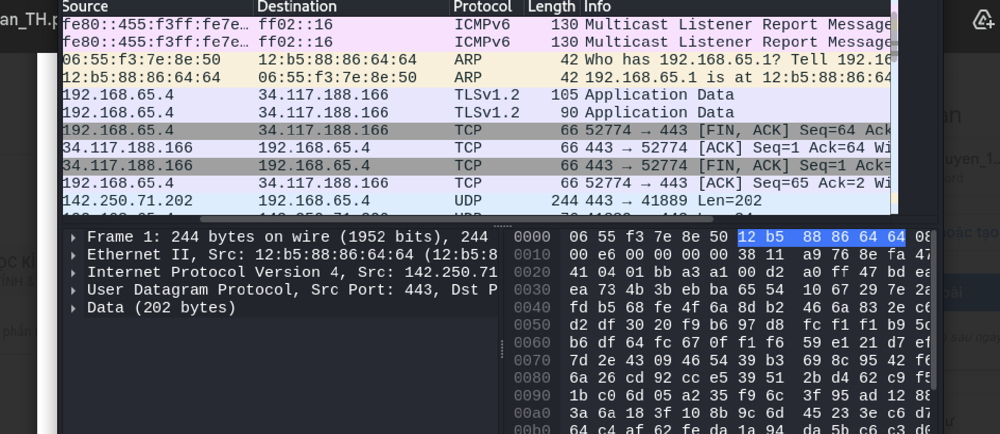 an_TH.p
Source Destination Protocol Length Info
fe80::455:f3ff:fe7e… ff02::16 ICMPv6 130 Multicast Listener Report Message
fe80::455:f3ff:fe7e… ff02::16 ICMPv6 130 Multicast Listener Report Message
06:55:f3:7e:8e:50 12:b5:88:86:64:64 ARP 42 Who has 192.168.65.1? Tell 192.16
12:b5:88:86:64:64 06:55:f3:7e:8e:50 ARP 42 192.168.65.1 is at 12:b5:88:86:64
192.168.65.4 34.117.188.166 TLSv1.2 105 Application Data
192.168.65.4 34.117.188.166 TLSv1.2 90 Application Data
192.168.65.4 34.117.188.166 TCP 66 52774 → 443 [FIN, ACK] Seq=64 Ack
34.117.188.166 192.168.65.4 TCP 66 443 → 52774 [ACK] Seq=1 Ack=64 Wi
34.117.188.166 192.168.65.4 TCP 66 443 → 52774 [FIN, ACK] Seq=1 Ack=
192.168.65.4 34.117.188.166 TCP 66 52774 → 443 [ACK] Seq=65 Ack=2 Wi
142.250.71.202 192.168.65.4 UDP 244 443 → 41889 Len=202
Frame 1: 244 bytes on wire (1952 bits), 244
Ethernet II, Src: 12:b5:88:86:64:64 (12:b5:8
Internet Protocol Version 4, Src: 142.250.71
User Datagram Protocol, Src Port: 443, Dst P
Data (202 bytes)
0000 06 55 f3 7e 8e 50 12 b5 88 86 64 64 08
0010 00 e6 00 00 00 00 38 11 a9 76 8e fa 47
0020 41 04 01 bb a3 a1 00 d2 a0 ff 47 bd ea
0030 ea 73 4b 3b eb ba 65 54 10 67 29 7e 2a
0040 fd b5 68 fe 4f 6a 8d b2 46 6a 83 2e c6
0050 d2 df 30 20 f9 b6 97 d8 fc f1 f1 b9 5c
0060 b6 df 64 fc 67 0f f1 f6 59 e1 21 d7 ef
0070 7d 2e 43 09 46 54 39 b3 69 8c 95 42 f6
0080 6a 26 cd 92 cc e5 39 51 2b d4 62 c9 f5
0090 1b c0 6d 05 a2 35 f9 6c 3f 95 ad 12 88
00a0 3a 6a 18 3f 10 8b 9c 6d 45 23 3e c6 d7
00b0 64 c4 af 62 fe da 1a 94 da 5b c6 c3 d0
ỌC KÌ
TÍNH &
phẩn
an
uyen_1...
ord
hoặc tạo
bài
sau ngày
ư